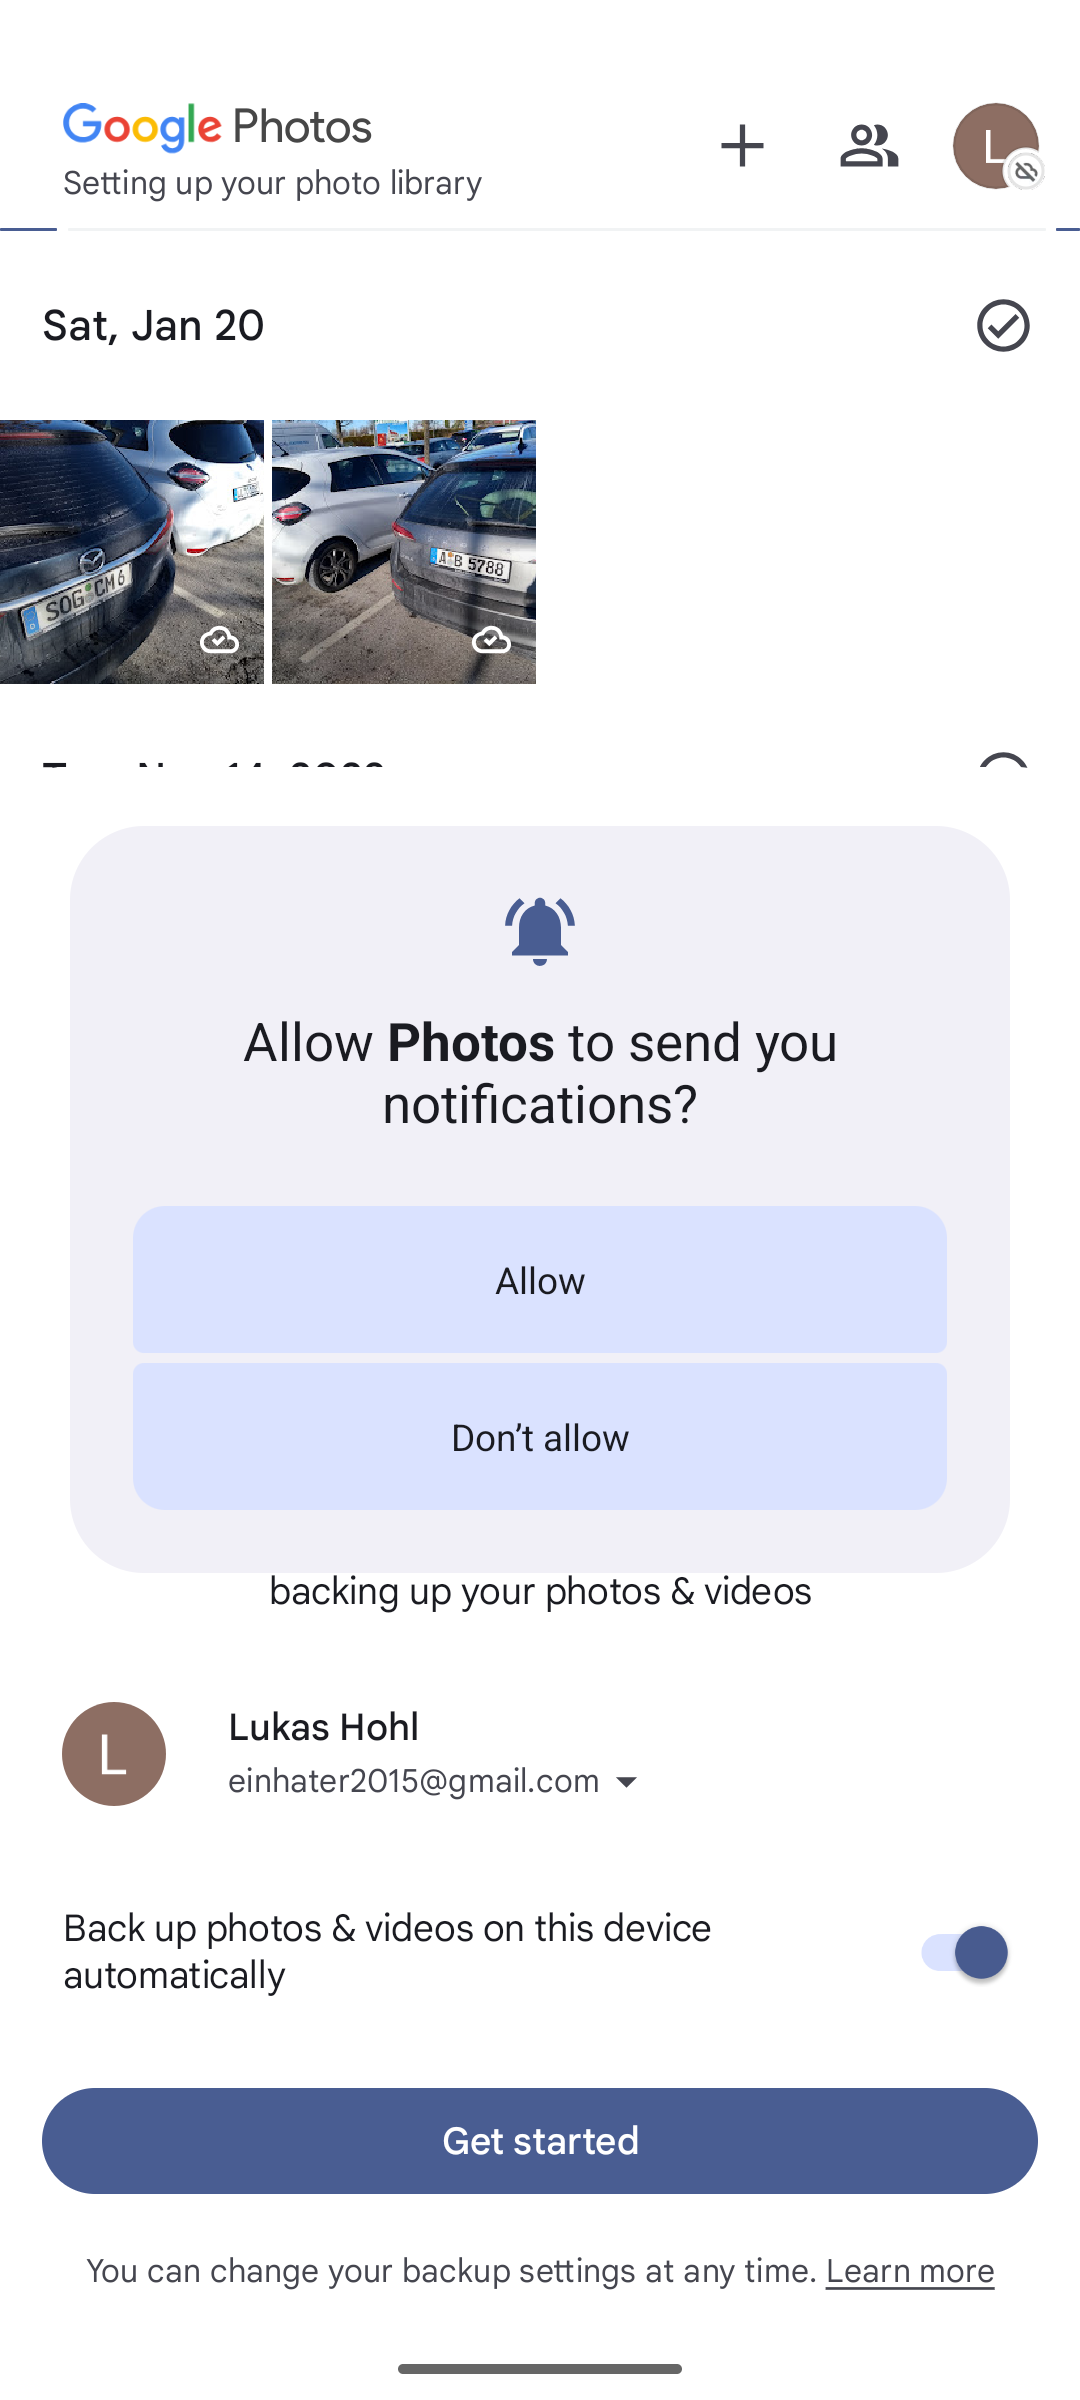 Google Photos
Setting up your photo library
L
Sat, Jan 20
SOG CM 6
A B 5788
Allow Photos to send you
notifications?
Allow
Don't allow
backing up your photos & videos
L
Lukas Hohl
einhater2015@gmail.com
Back up photos & videos on this device
automatically
Get started
You can change your backup settings at any time. Learn more